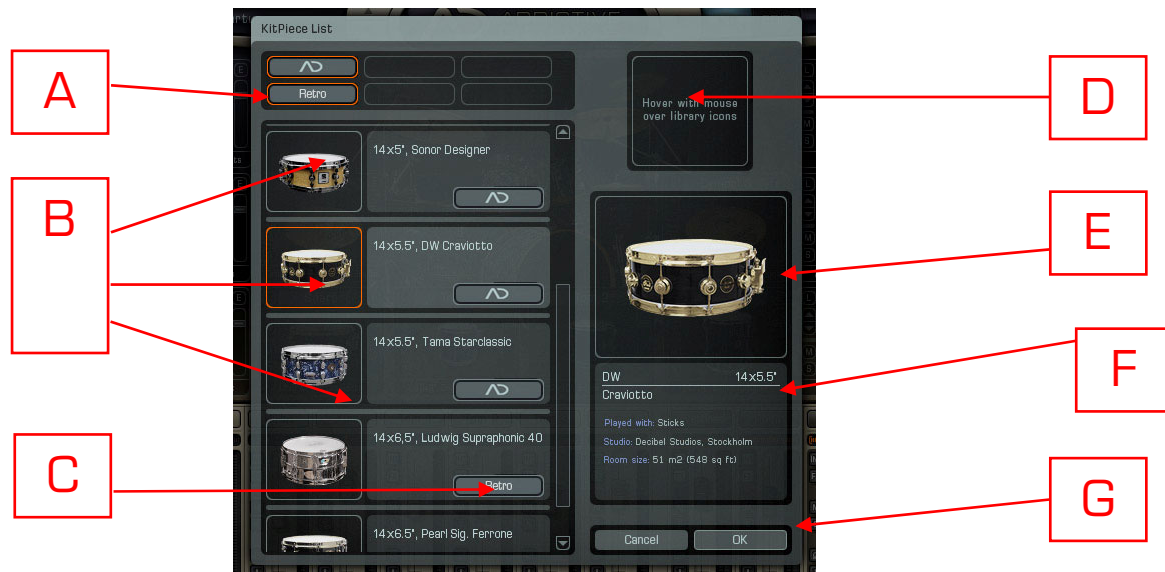 ADDICTIVE
KitPiece List
A
Retro
Hover with mouse
over library icons
D
14x5", Sonor Designer
B
14x5.5", DW Craviotto
E
14x5.5", Tama Starclassic
DW 14x5.5"
Craviotto
F
Played with: Sticks
Studio: Decibel Studios, Stockholm
Room size: 51 m2 (548 sq ft)
14x6,5", Ludwig Supraphonic 40
Retro
C
14x6.5", Pearl Sig. Ferrone
Cancel OK
G